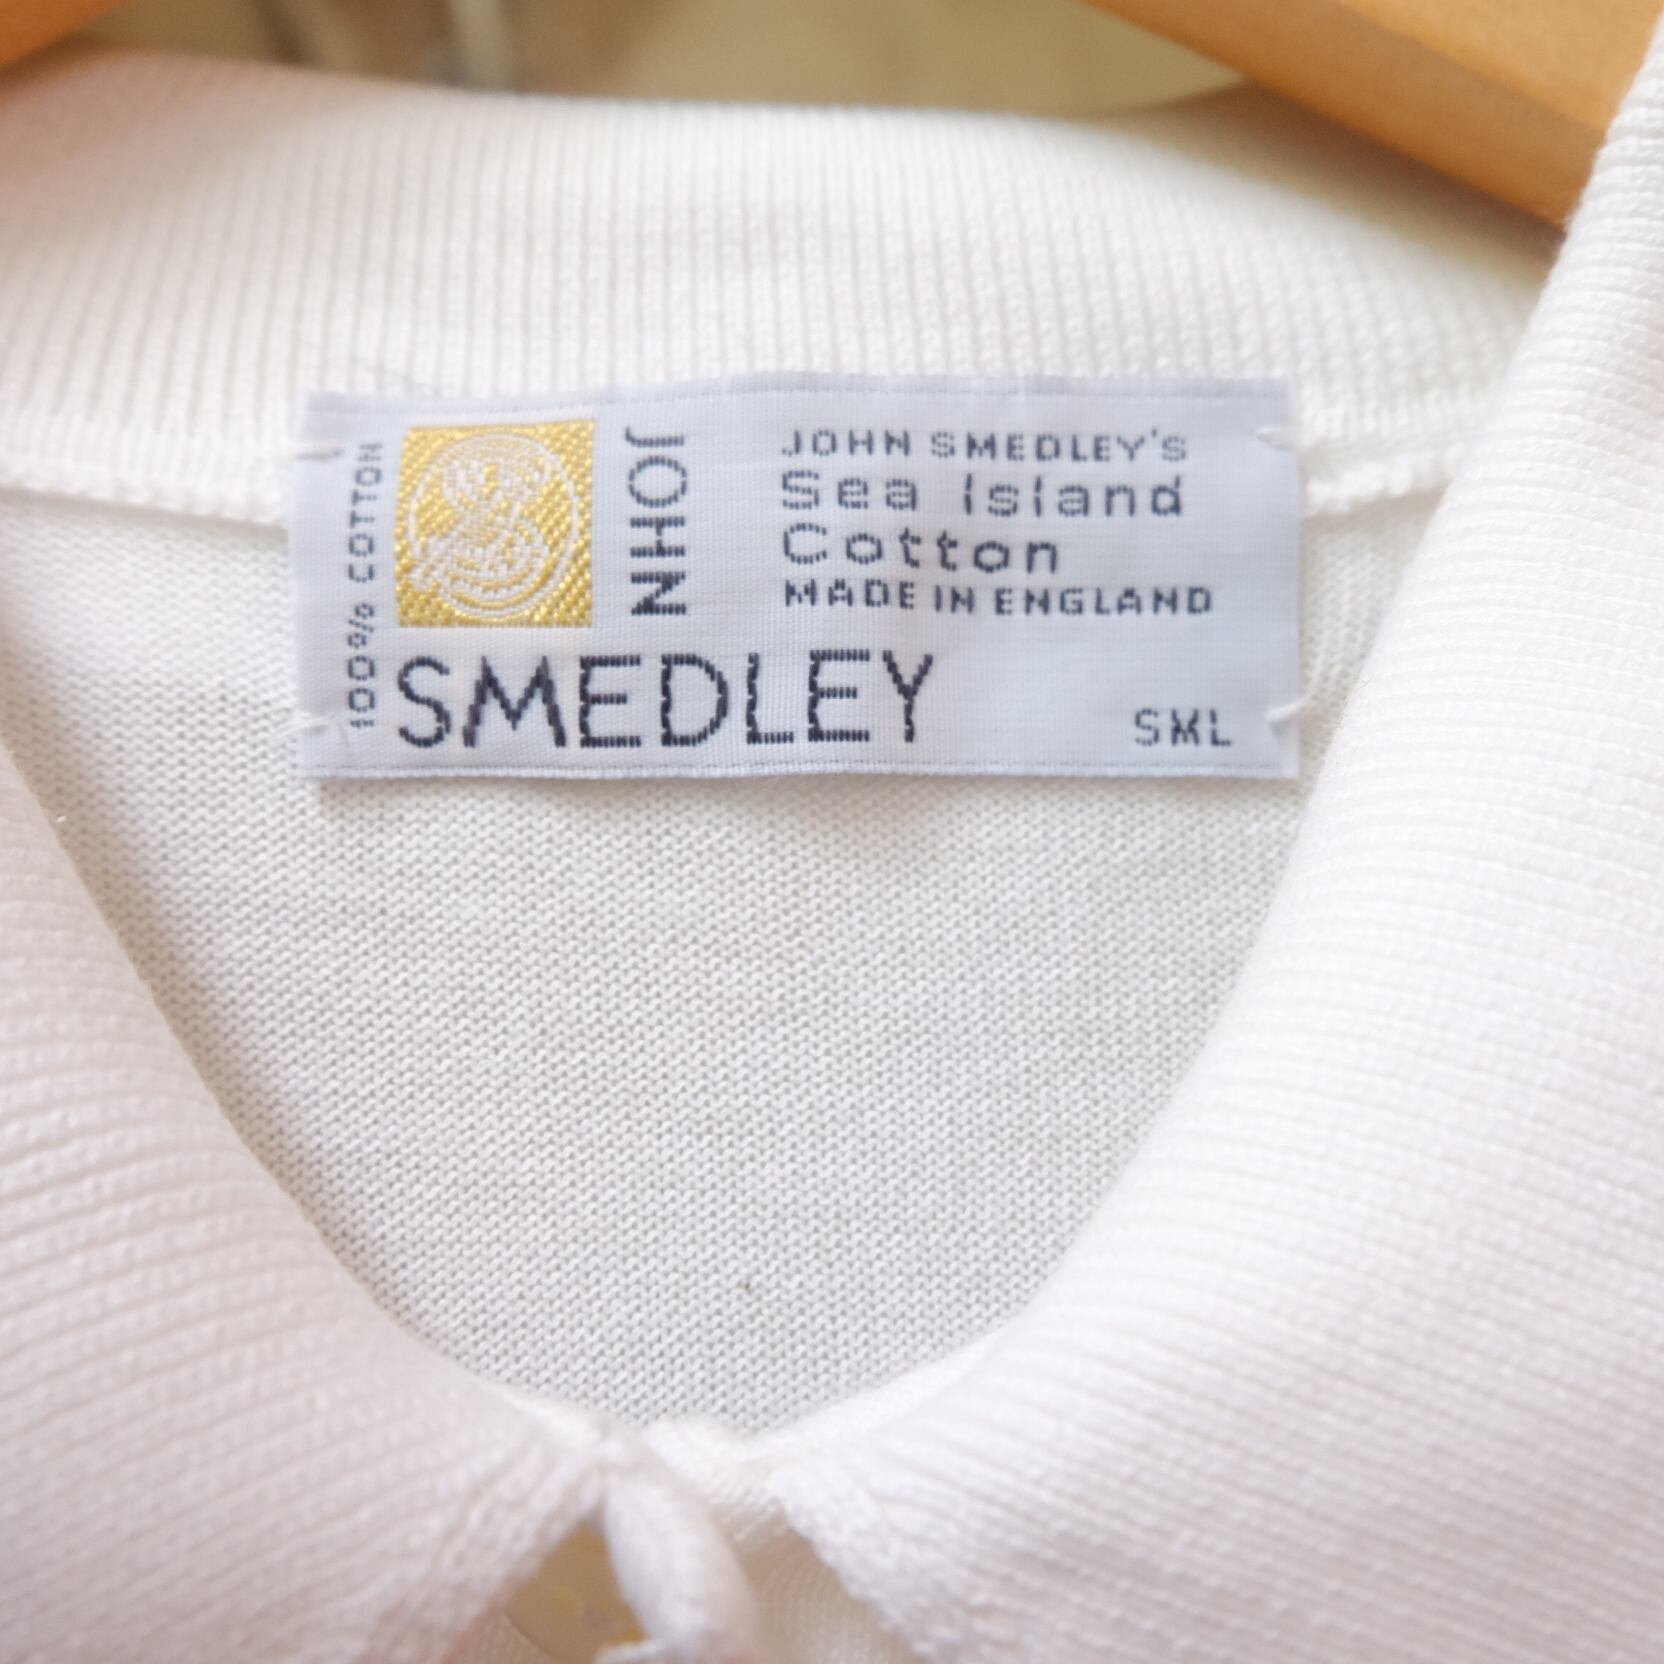 100% COTTON
JOHN
SMEDLEY
JOHN SMEDLEY'S
Sea Island
Cotton
MADE IN ENGLAND
SML